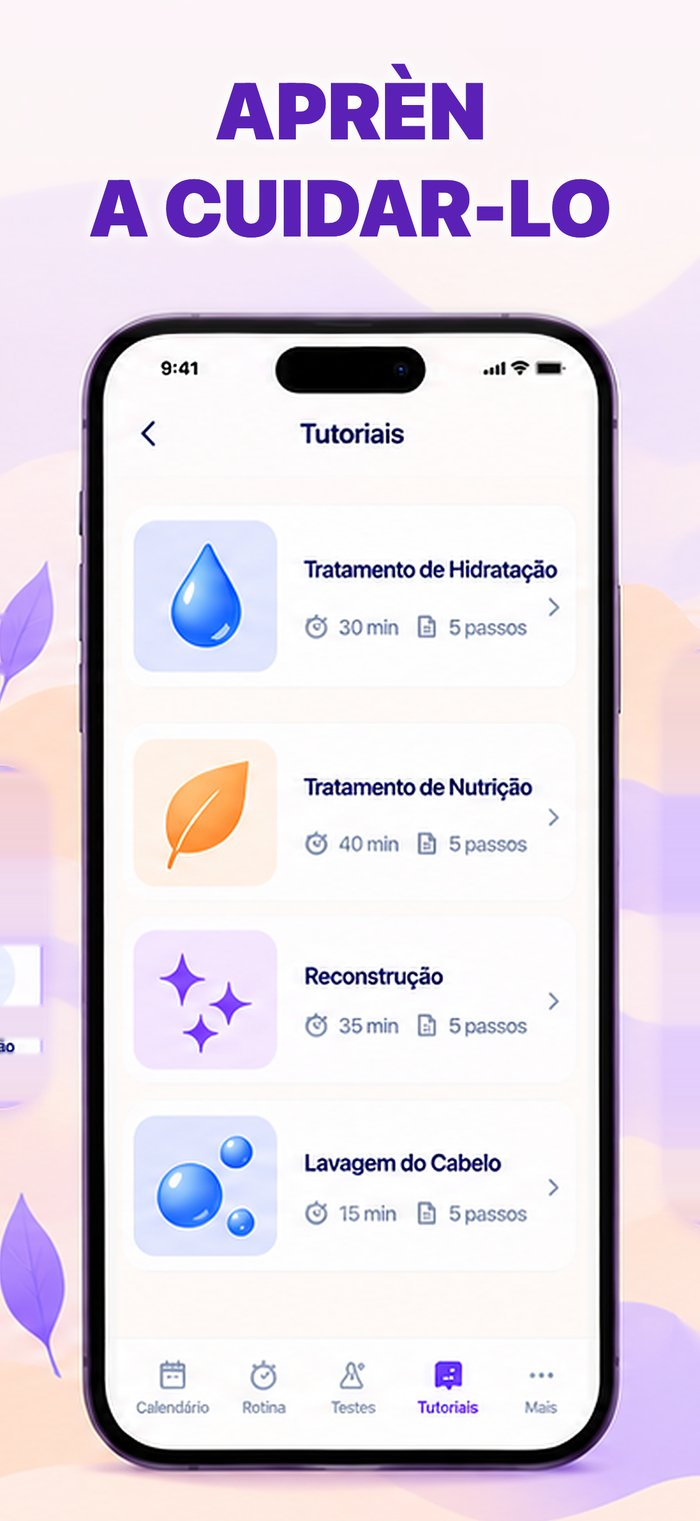 APRÈN
A CUIDAR-LO
9:41
Tutoriais
Tratamento de Hidratação
30 min 5 passos
Tratamento de Nutrição
40 min 5 passos
Reconstrução
35 min 5 passos
Lavagem do Cabelo
15 min 5 passos
ão
Calendário Rotina Testes Tutoriais Mais